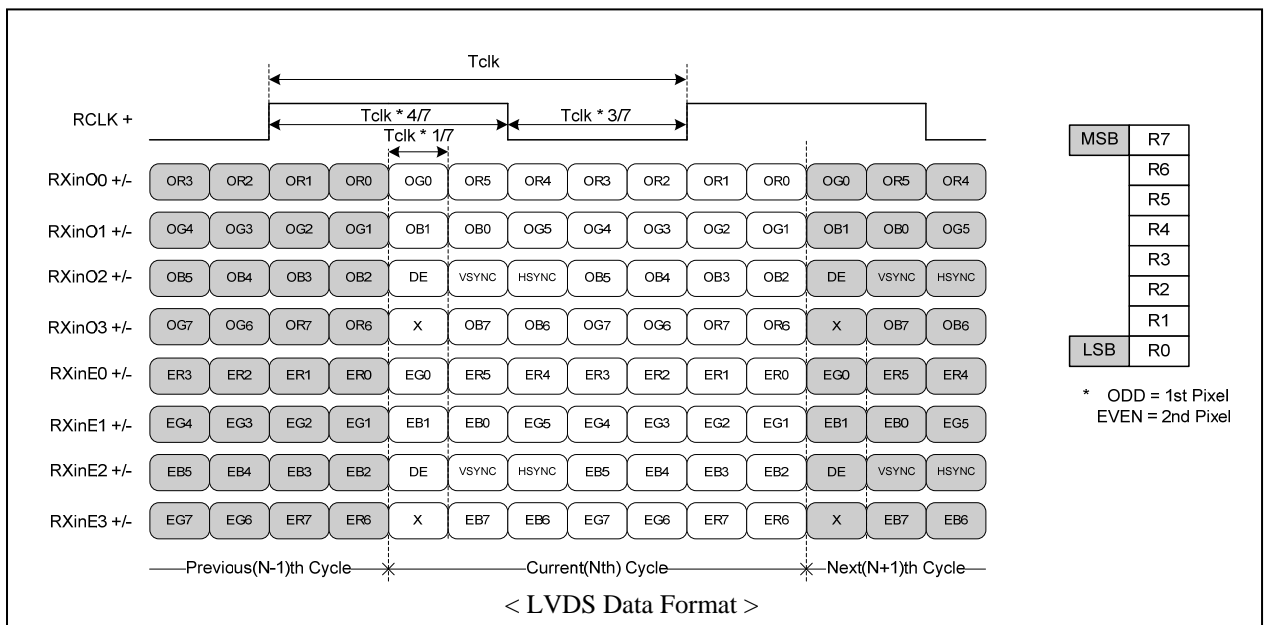 Tclk
RCLK +
Tclk * 4/7
Tclk * 3/7
Tclk * 1/7
RXinO0 +/- OR3 OR2 OR1 OR0 OG0 OR5 OR4 OR3 OR2 OR1 OR0 OG0 OR5 OR4
RXinO1 +/- OG4 OG3 OG2 OG1 OB1 OB0 OG5 OG4 OG3 OG2 OG1 OB1 OB0 OG5
RXinO2 +/- OB5 OB4 OB3 OB2 DE VSYNC HSYNC OB5 OB4 OB3 OB2 DE VSYNC HSYNC
RXinO3 +/- OG7 OG6 OR7 OR6 X OB7 OB6 OG7 OG6 OR7 OR6 X OB7 OB6
RXinE0 +/- ER3 ER2 ER1 ER0 EG0 ER5 ER4 ER3 ER2 ER1 ER0 EG0 ER5 ER4
RXinE1 +/- EG4 EG3 EG2 EG1 EB1 EB0 EG5 EG4 EG3 EG2 EG1 EB1 EB0 EG5
RXinE2 +/- EB5 EB4 EB3 EB2 DE VSYNC HSYNC EB5 EB4 EB3 EB2 DE VSYNC HSYNC
RXinE3 +/- EG7 EG6 ER7 ER6 X EB7 EB6 EG7 EG6 ER7 ER6 X EB7 EB6
Previous(N-1)th Cycle Current(Nth) Cycle Next(N+1)th Cycle
MSB R7
R6
R5
R4
R3
R2
R1
LSB R0
* ODD = 1st Pixel
EVEN = 2nd Pixel
< LVDS Data Format >